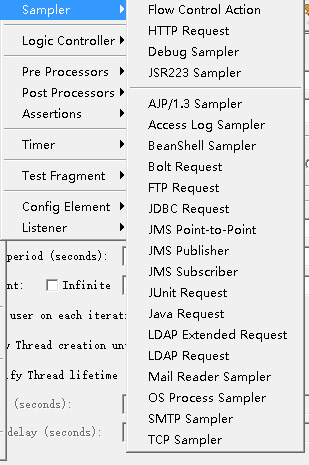 Sampler
Logic Controller
Pre Processors
Post Processors
Assertions
Timer
Test Fragment
Config Element
Listener
Flow Control Action
HTTP Request
Debug Sampler
JSR223 Sampler
AJP/1.3 Sampler
Access Log Sampler
BeanShell Sampler
Bolt Request
FTP Request
JDBC Request
JMS Point-to-Point
JMS Publisher
JMS Subscriber
JUnit Request
Java Request
LDAP Extended Request
LDAP Request
Mail Reader Sampler
OS Process Sampler
SMTP Sampler
TCP Sampler
period (seconds):
Infinite
user on each
Thread creation
Thread lifetime
(seconds):
delay (seconds):